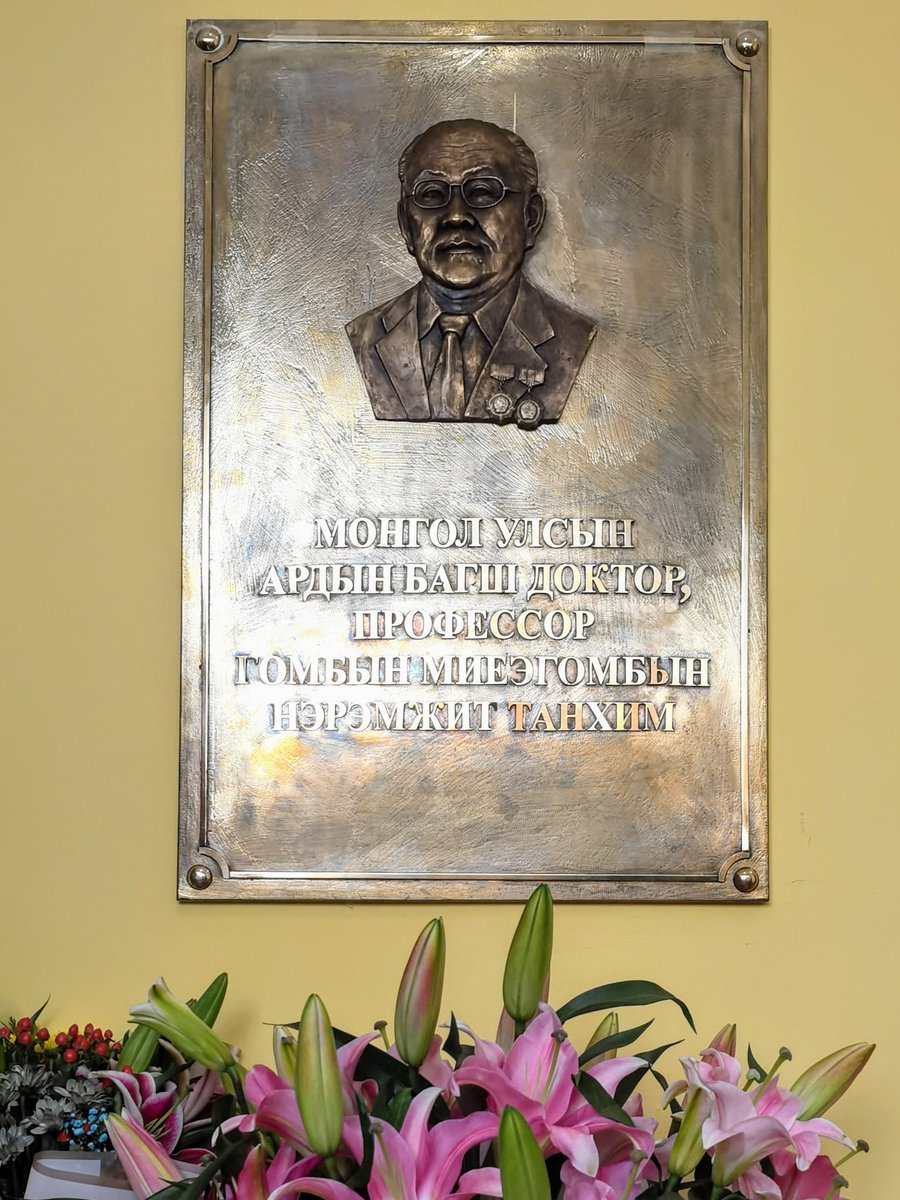 МОНГОЛ УЛСЫН
АРДЫН БАГШ ДОКТОР,
ПРОФЕССОР
ГОМБЫН МИЕЭГОМБЫН
НЭРЭМЖИТ ТАНХИМ